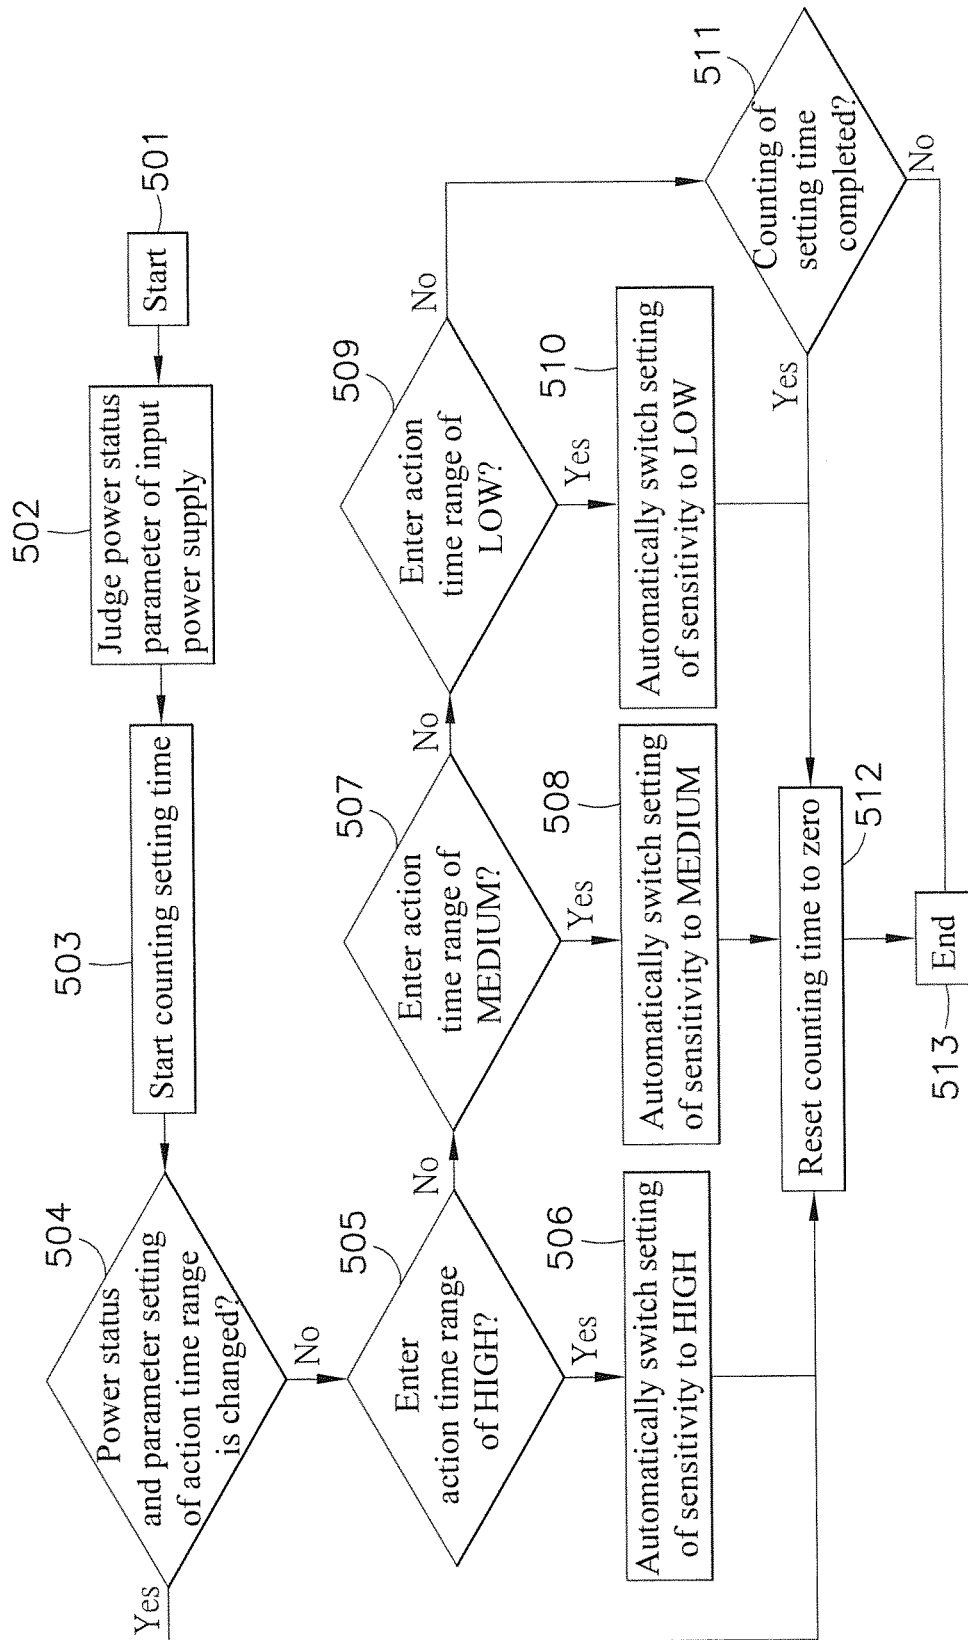 501
Start
502
Judge power status
parameter of input
power supply
503
Start counting setting time
504
Power status
and parameter setting
of action time range
is changed?
Yes
No
505
Enter
action time range
of HIGH?
No
Yes
506
Automatically switch setting
of sensitivity to HIGH
507
Enter action
time range of
MEDIUM?
No
Yes
508
Automatically switch setting
of sensitivity to MEDIUM
509
Enter action
time range of
LOW?
No
Yes
510
Automatically switch setting
of sensitivity to LOW
511
Counting of
setting time
completed?
Yes
No
512
Reset counting time to zero
513
End